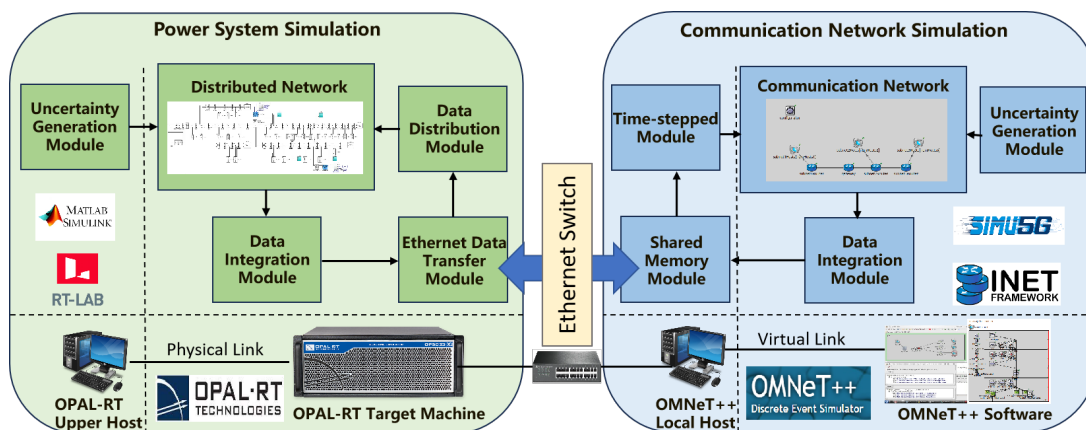 Power System Simulation
Uncertainty
Generation
Module
Distributed Network
Data
Distribution
Module
MATLAB
SIMULINK
RT-LAB
Data
Integration
Module
Ethernet Data
Transfer
Module
Physical Link
OPAL-RT
Upper Host
OPAL-RT
TECHNOLOGIES
OPAL-RT
OPAL-RT Target Machine
Ethernet Switch
Communication Network Simulation
Time-stepped
Module
Communication Network
Uncertainty
Generation
Module
Shared
Memory
Module
Data
Integration
Module
SIMU5G
INET
FRAMEWORK
Virtual Link
OMNeT++
Local Host
OMNeT++
Discrete Event Simulator
OMNeT++ Software